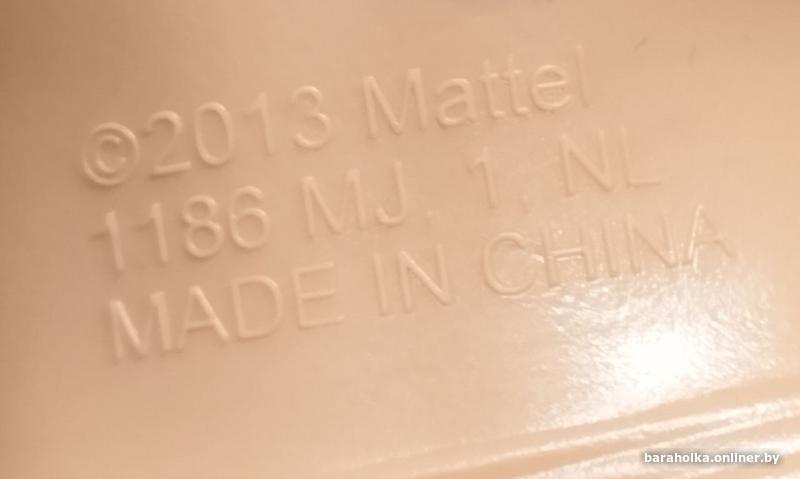 ©2013 Mattel
1186 MJ, 1, NL
MADE IN CHINA
baraholka.onliner.by